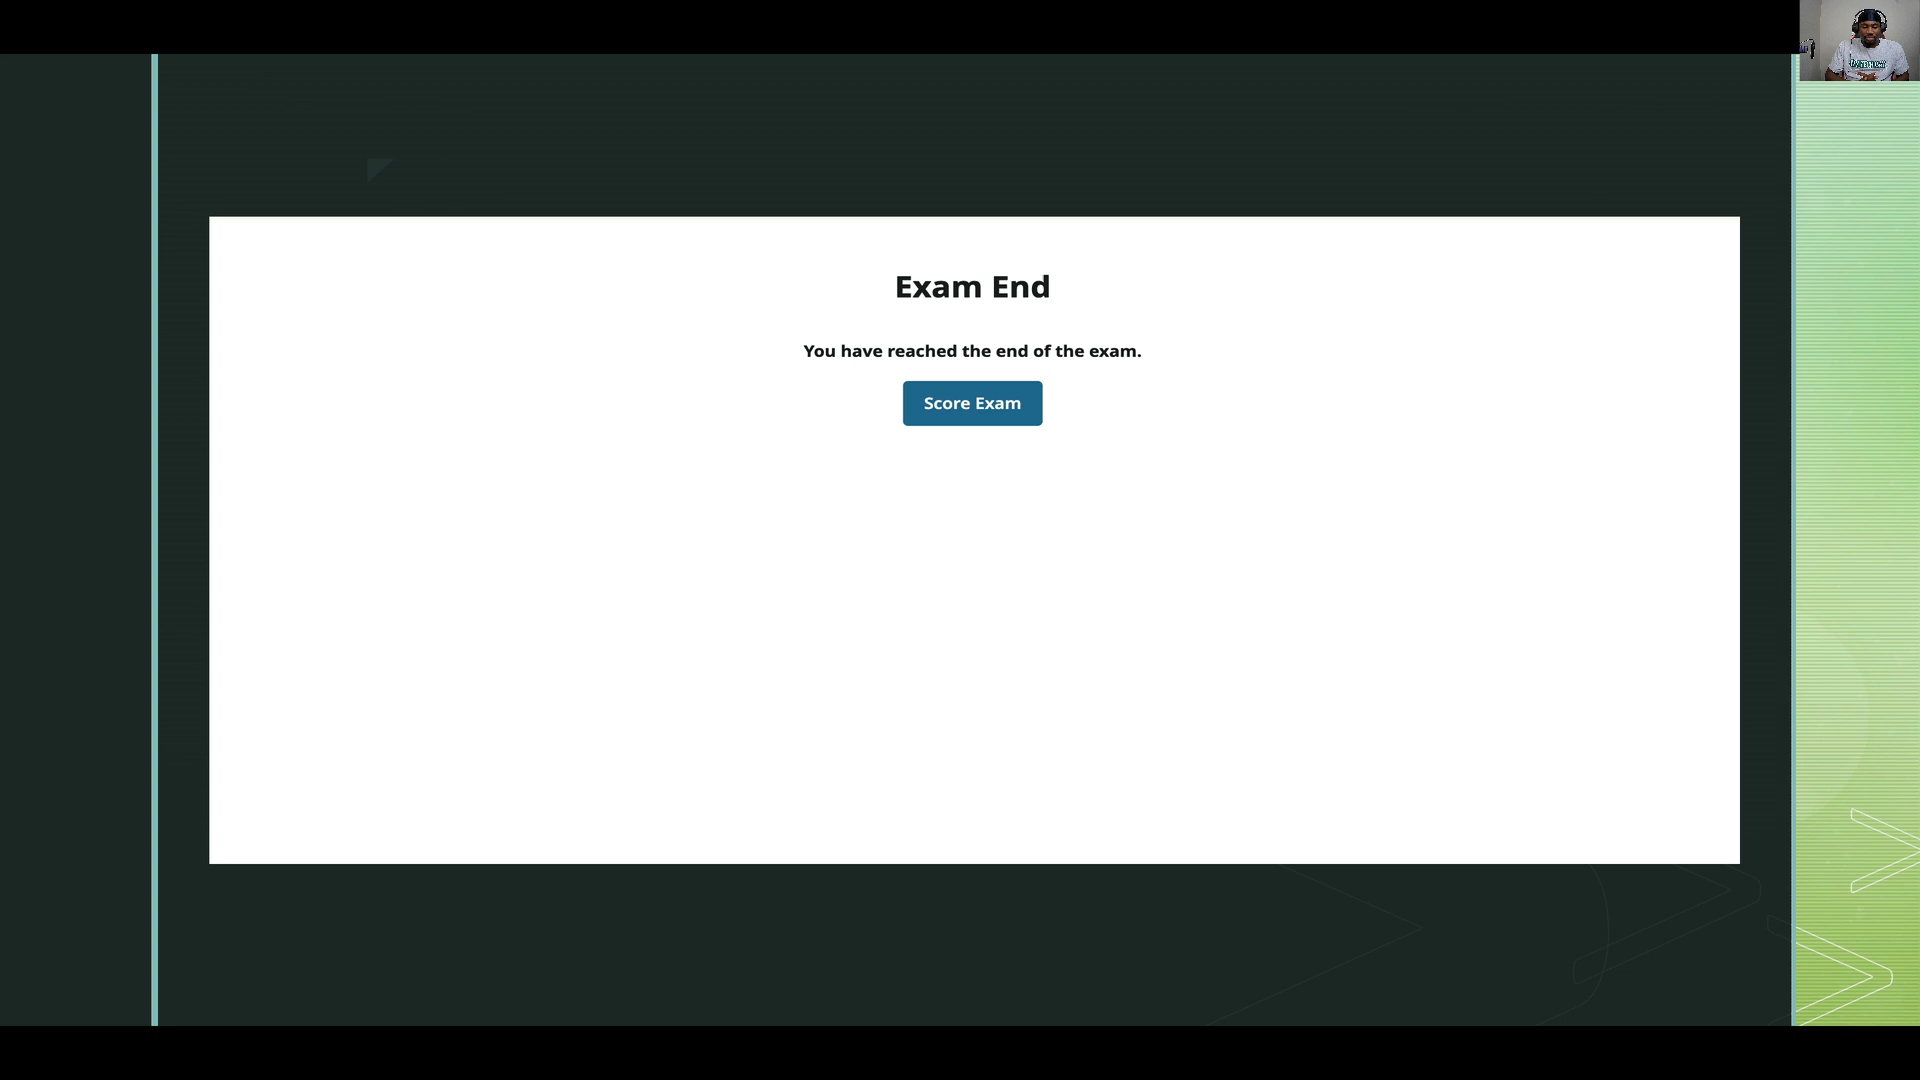 Exam End
You have reached the end of the exam.
Score Exam